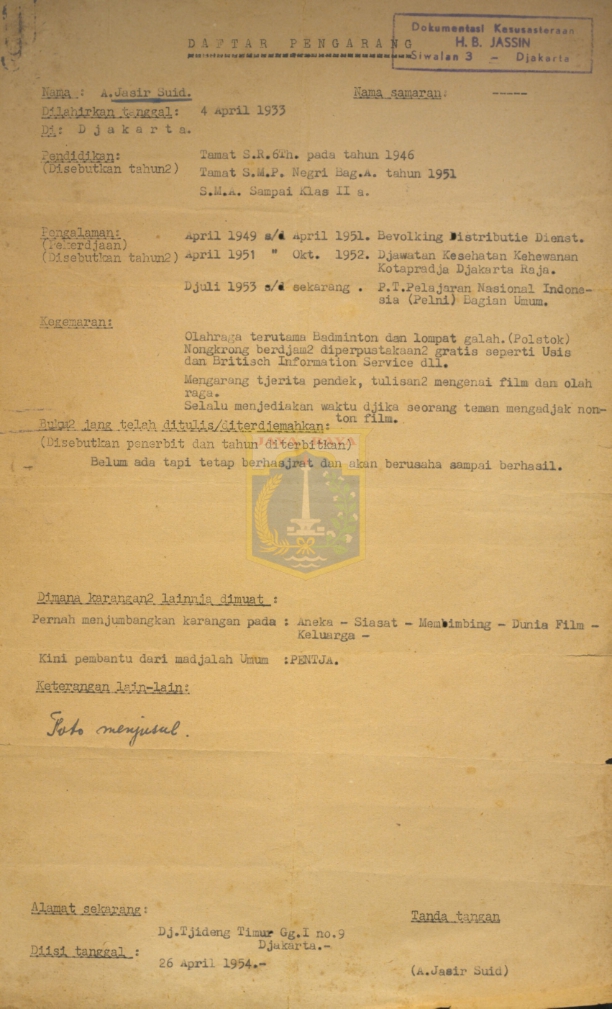 DAFTAR PENGARANG
Dokumentasi Kesusasteraan
H. B. JASSIN
Siwalan 3 — Djakarta
Nama : A.Jasir Suid.
Nama samaran: -----
Dilahirkan tanggal: 4 April 1933
Di: Djakarta.
Pendidikan: Tamat S.R.6Th. pada tahun 1946
(Disebutkan tahun2) Tamat S.M.P. Negri Bag.A. tahun 1951
S.M.A. Sampai Klas II a.
Pengalaman: April 1949 s/d April 1951. Bevolking Distributie Dienst.
(Pekerdjaan)
(Disebutkan tahun2) April 1951 " Okt. 1952. Djawatan Kesehatan Kehewanan
Kotapradja Djakarta Raja.
Djuli 1953 s/d sekarang . P.T.Pelajaran Nasional Indone-
sia (Pelni) Bagian Umum.
Kegemaran:
Olahraga terutama Badminton dan lompat galah.(Polstok)
Nongkrong berdjam2 diperpustakaan2 gratis seperti Usis
dan Britisch Information Service dll.
Mengarang tjerita pendek, tulisan2 mengenai film dan olah
raga.
Selalu menjediakan waktu djika seorang teman mengadjak non-
ton film.
Buku2 jang telah ditulis/diterdjemahkan:
(Disebutkan penerbit dan tahun diterbitkan)
JAYA RAYA
Belum ada tapi tetap berhasjrat dan akan berusaha sampai berhasil.
Dimana karangan2 lainnja dimuat :
Pernah menjumbangkan karangan pada : Aneka - Siasat - Membimbing - Dunia Film -
Keluarga -
Kini pembantu dari madjalah Umum :PENTJA.
Keterangan lain-lain:
Foto menjusul.
Alamat sekarang:
Dj.Tjideng Timur Gg.I no.9
Djakarta.-
Diisi tanggal :
26 April 1954.-
Tanda tangan
(A.Jasir Suid)